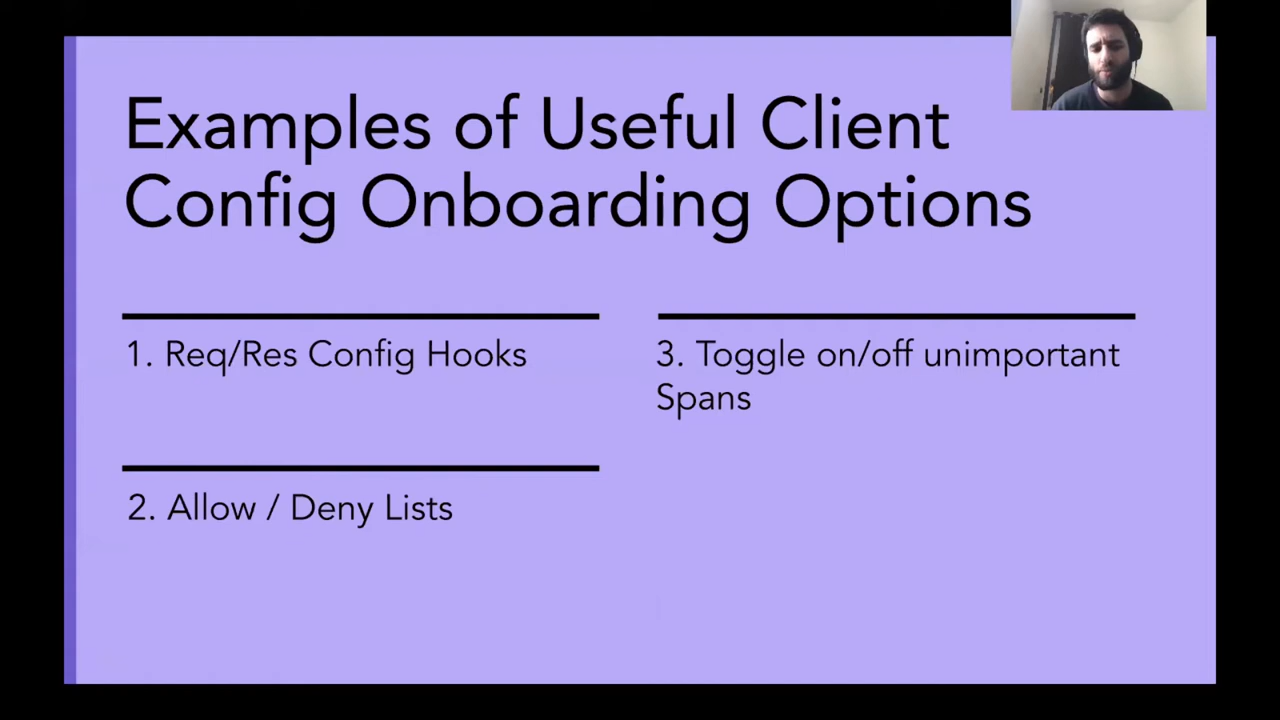 Examples of Useful Client
Config Onboarding Options
1. Req/Res Config Hooks
2. Allow / Deny Lists
3. Toggle on/off unimportant
Spans